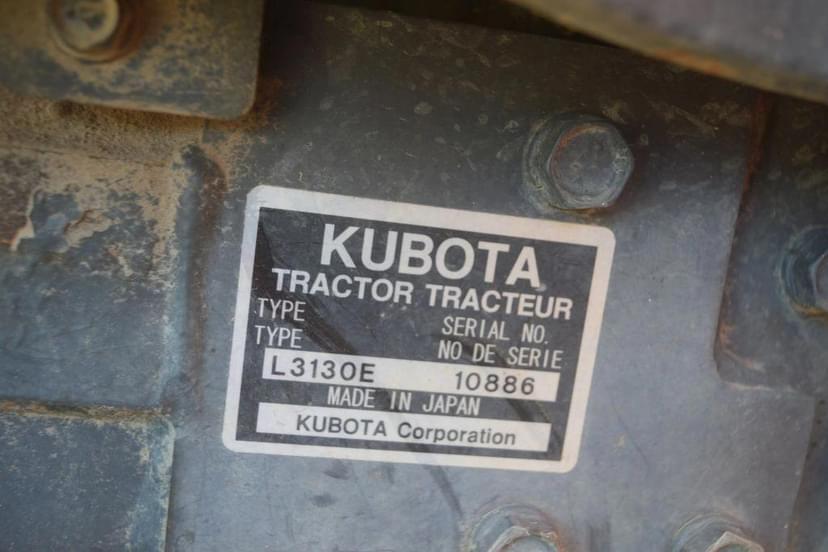 KUBOTA
TRACTOR TRACTEUR
TYPE SERIAL NO.
TYPE NO DE SERIE
L3130E 10886
MADE IN JAPAN
KUBOTA Corporation